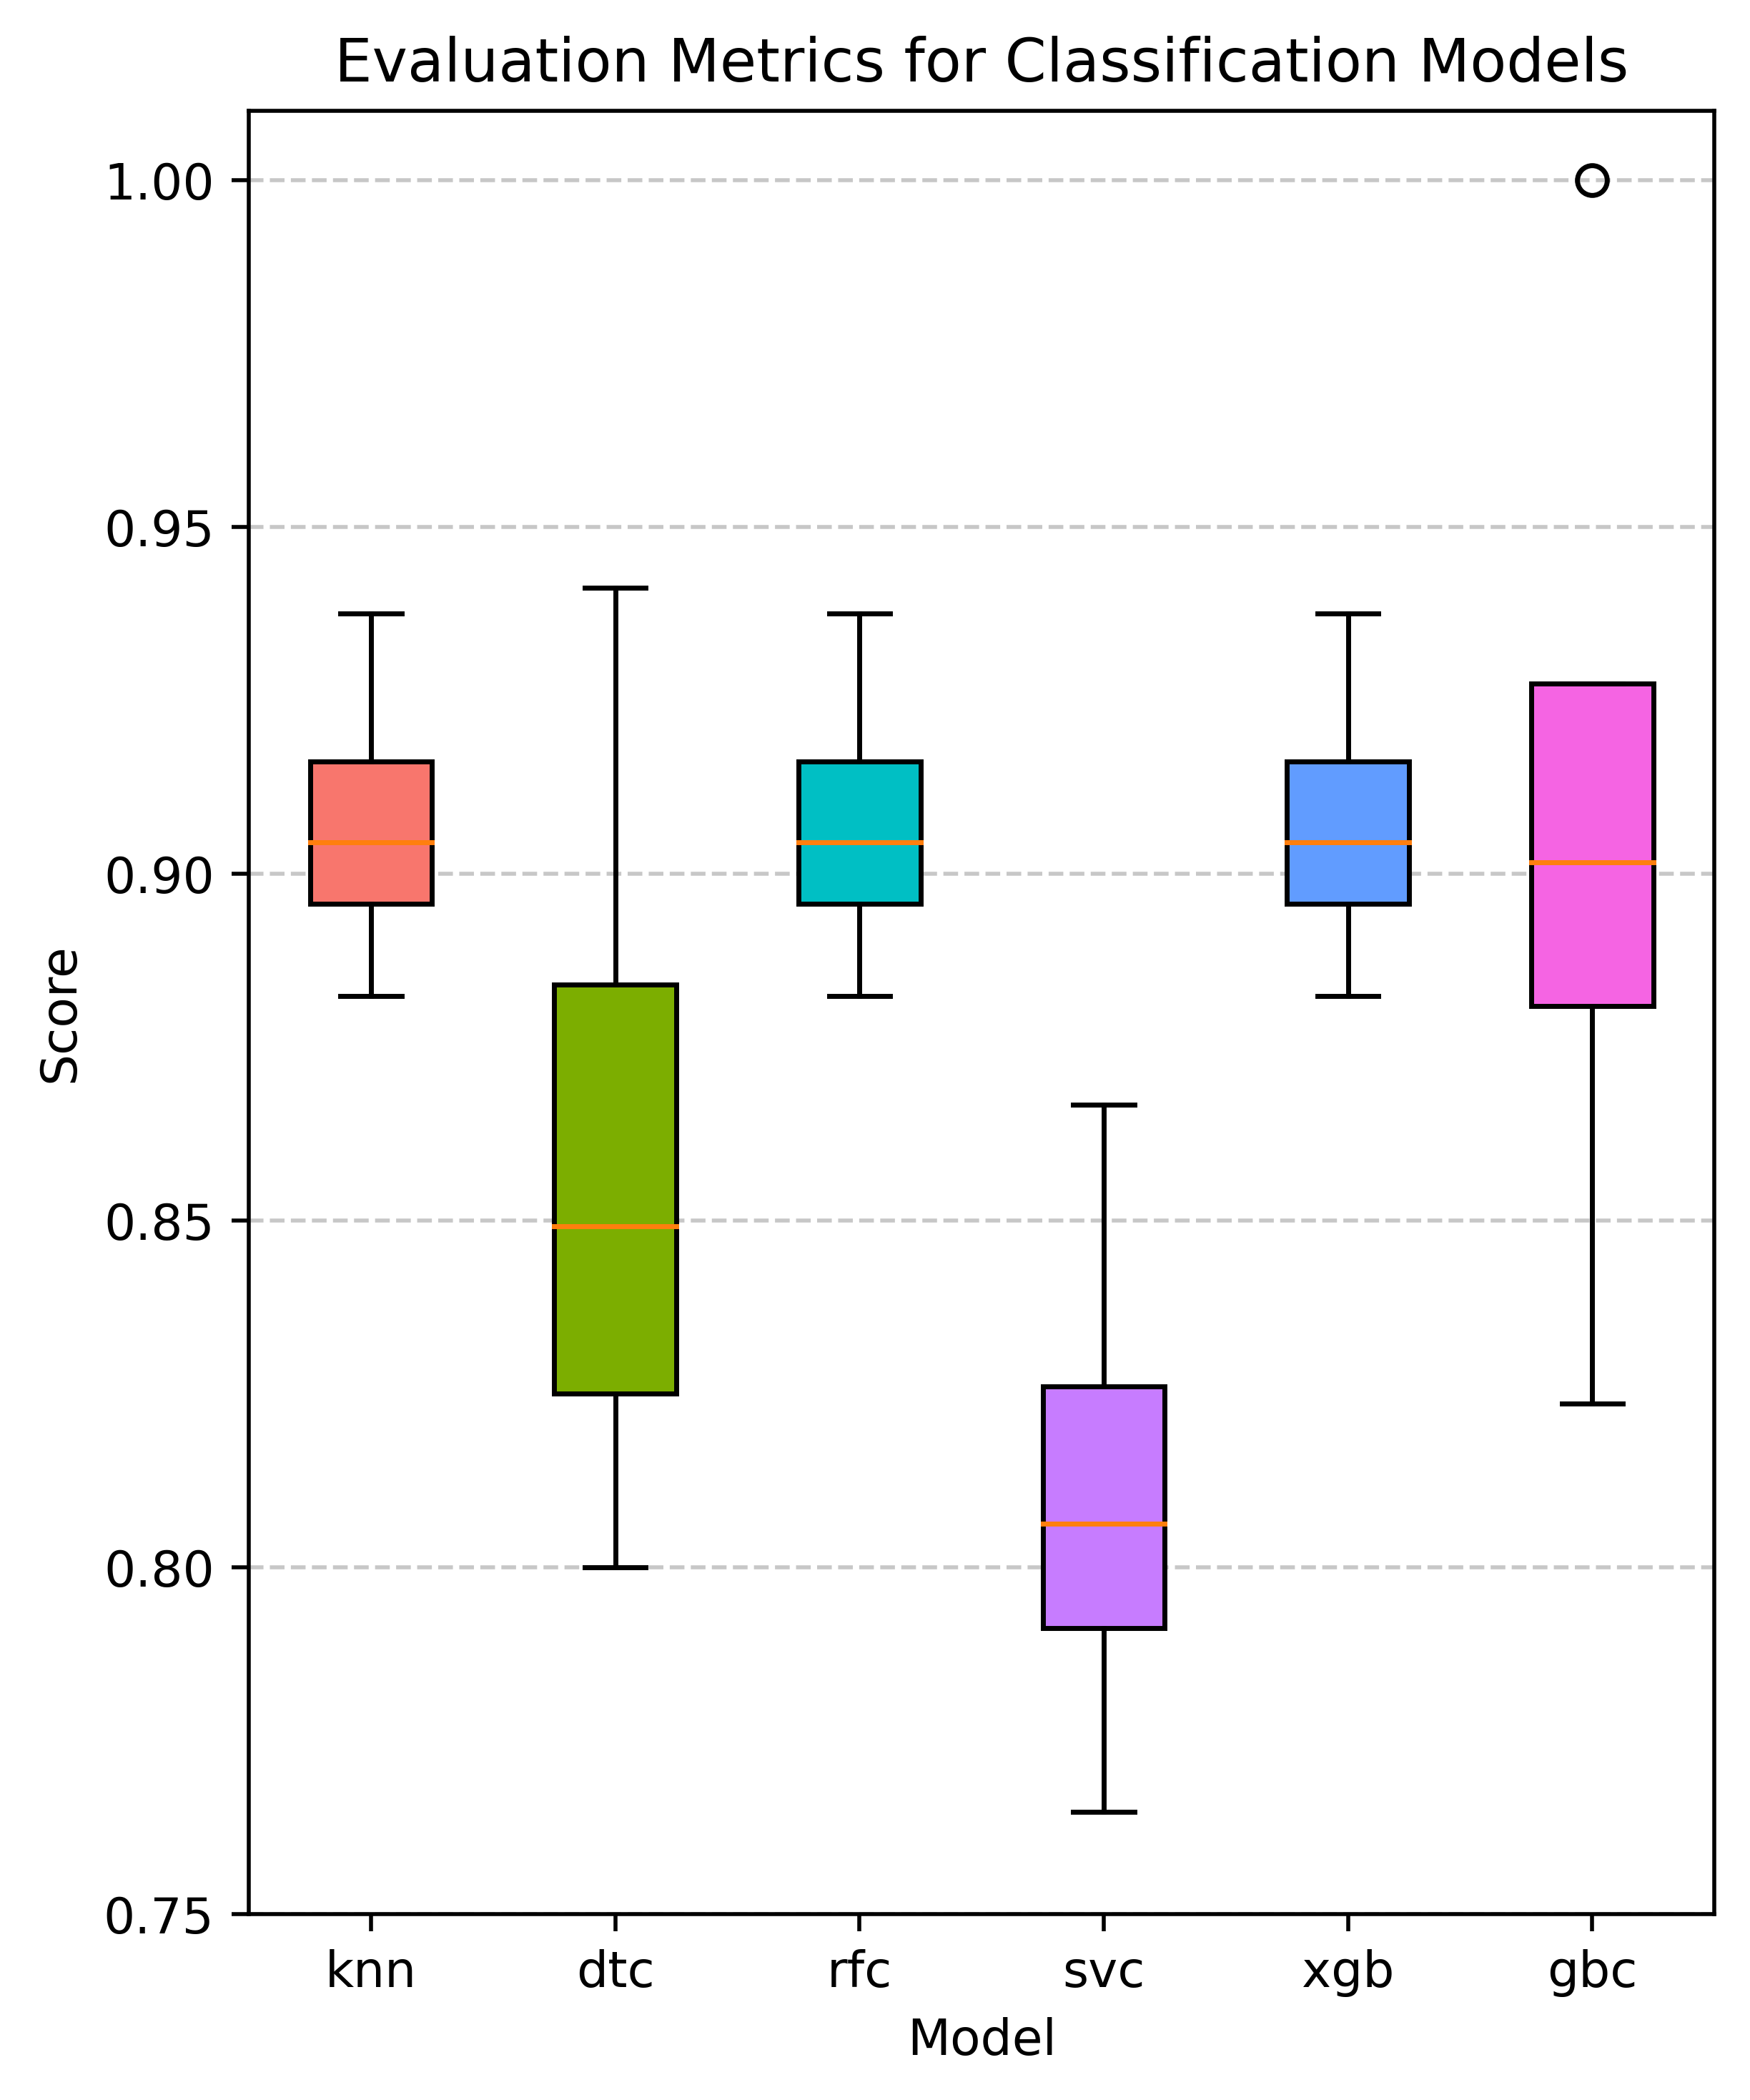 Evaluation Metrics for Classification Models
1.00
0.95
0.90
0.85
0.80
0.75
Score
knn dtc rfc svc xgb gbc
Model